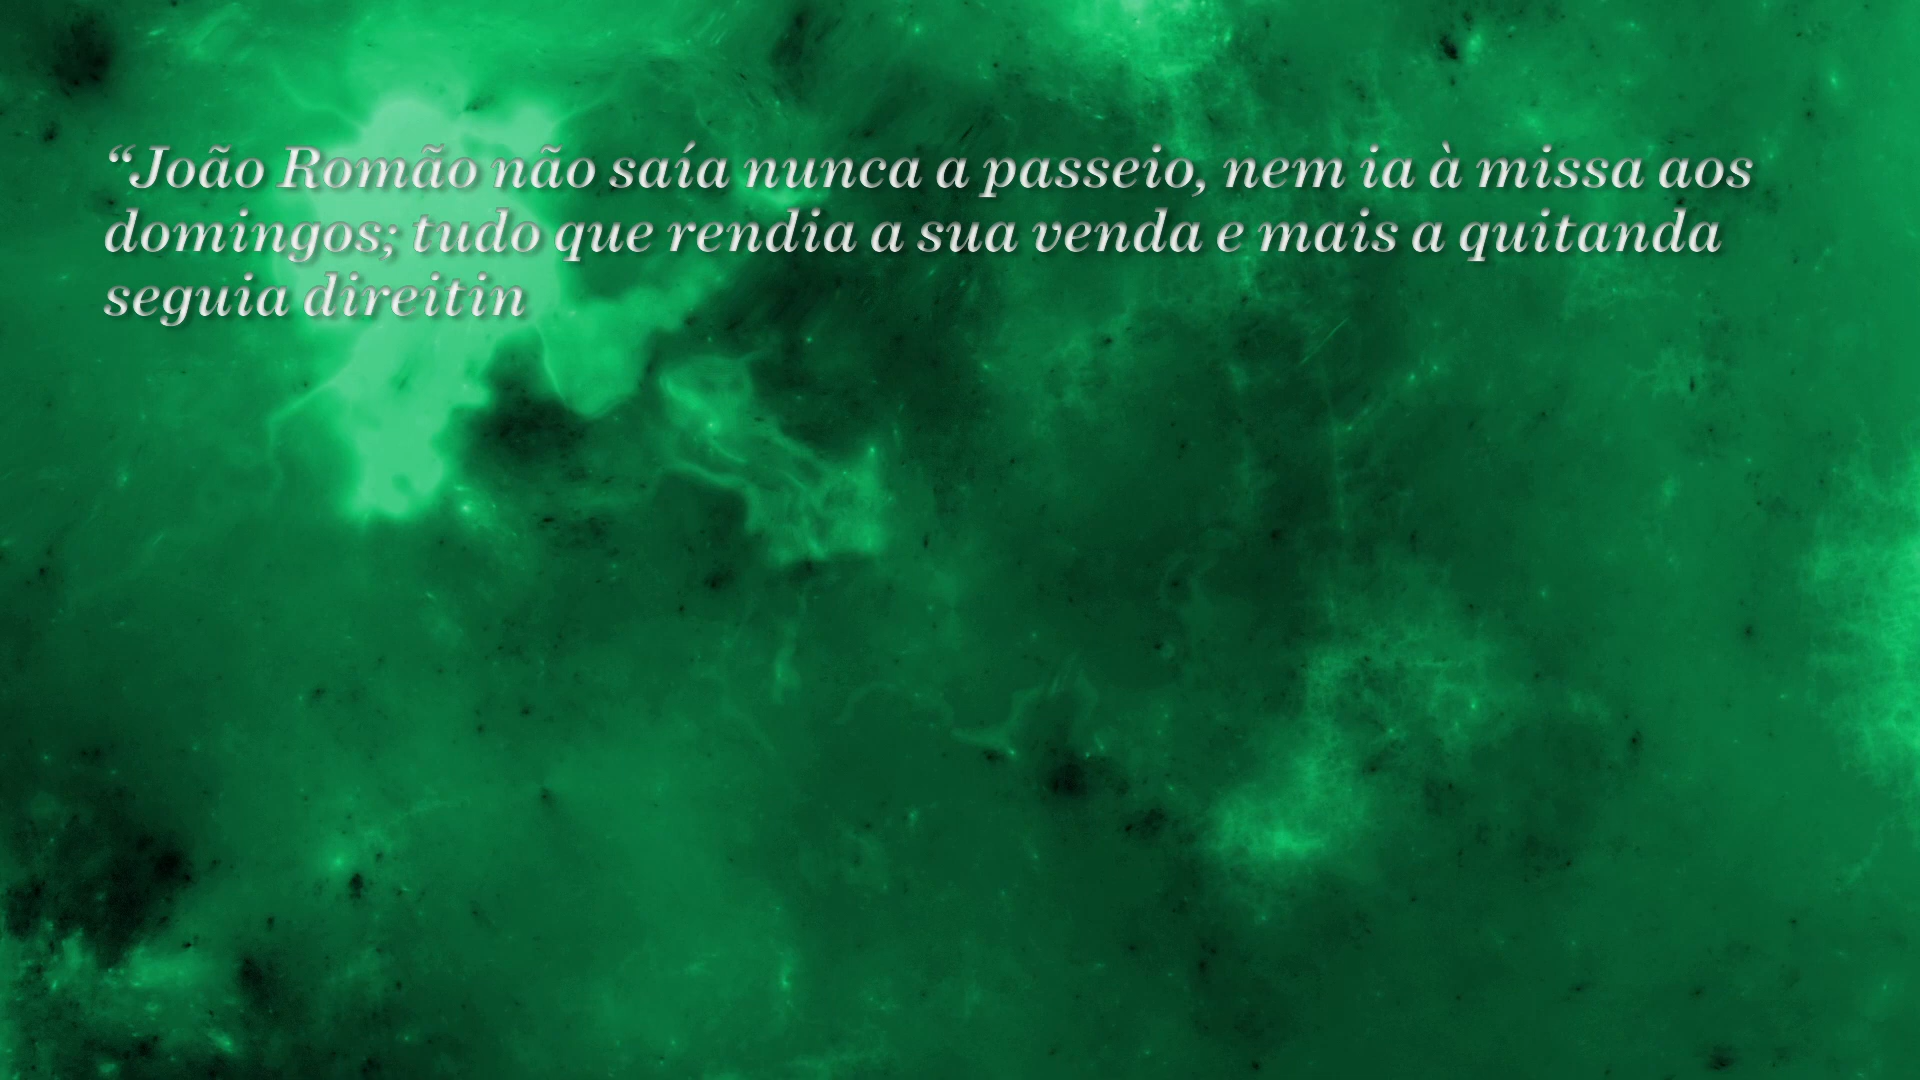 “João Romão não saía nunca a passeio, nem ia à missa aos
domingos; tudo que rendia a sua venda e mais a quitanda
seguia direitin